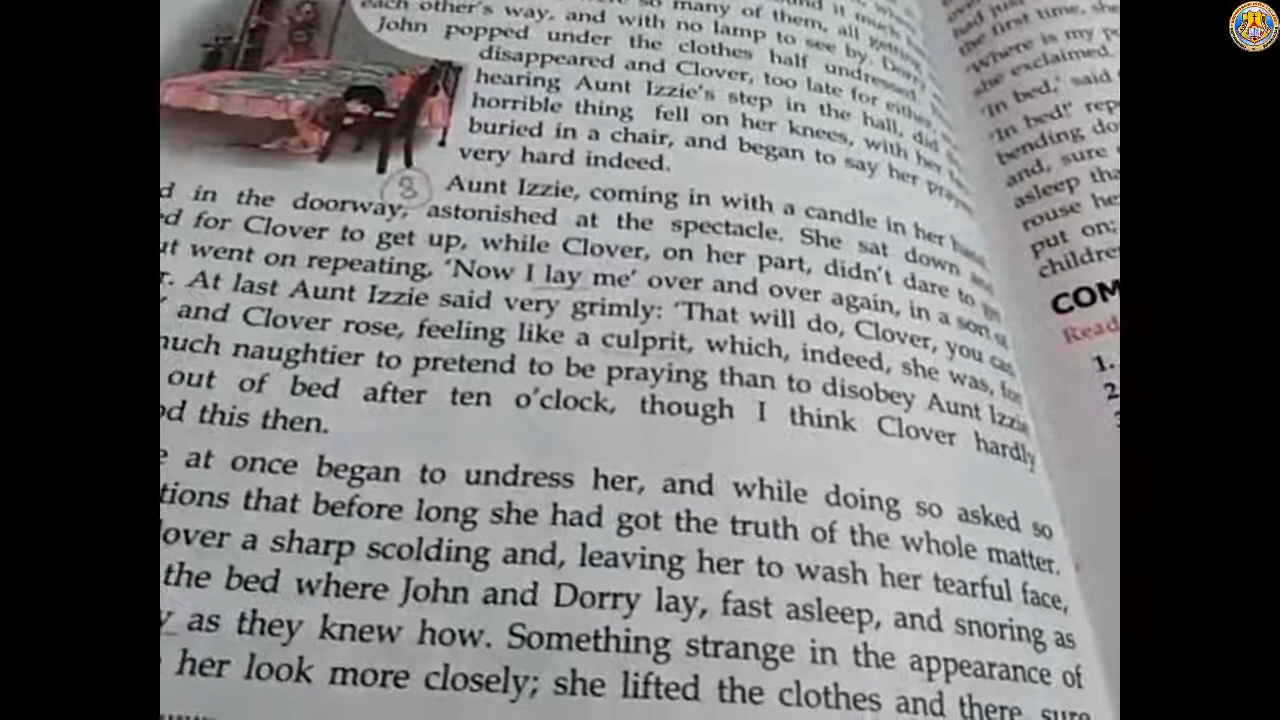 each other's way, and with no lamp to see by. Dorry
John popped under the clothes half undressed,
disappeared and Clover, too late for either,
hearing Aunt Izzie's step in the hall, did
horrible thing fell on her knees, with her
buried in a chair, and began to say her
very hard indeed.
8
Aunt Izzie, coming in with a candle in her
d in the doorway, astonished at the spectacle. She sat down
ed for Clover to get up, while Clover, on her part, didn't dare to
ut went on repeating, 'Now I lay me' over and over again, in a sort of
r. At last Aunt Izzie said very grimly: 'That will do, Clover, you can
and Clover rose, feeling like a culprit, which, indeed, she was, for
much naughtier to pretend to be praying than to disobey Aunt Izzie
out of bed after ten o'clock, though I think Clover hardly
od this then.
e at once began to undress her, and while doing so asked so
tions that before long she had got the truth of the whole matter.
lover a sharp scolding and, leaving her to wash her tearful face,
the bed where John and Dorry lay, fast asleep, and snoring as
y as they knew how. Something strange in the appearance of
her look more closely; she lifted the clothes and there, sure
the first time, she
'Where is my
she exclaimed.
'In bed,' said
'In bed!'
bending
and, sure
asleep
rouse
put on;
COM
Read
1.
2